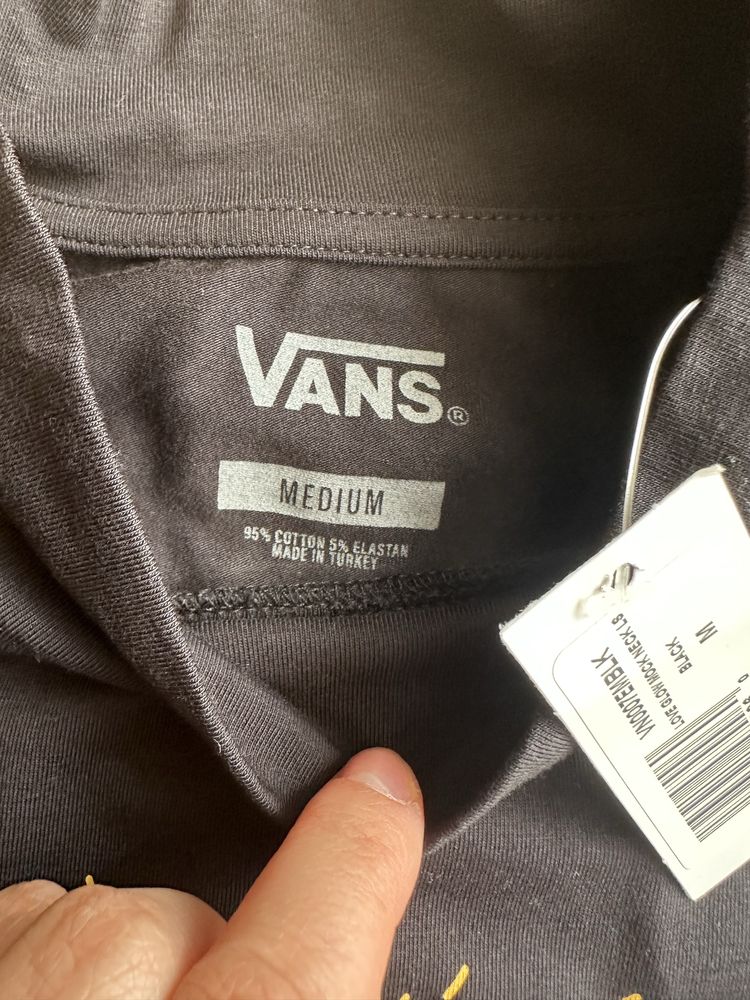 VANS®
MEDIUM
95% COTTON 5% ELASTAN
MADE IN TURKEY
VN0007EMBLK
LOVE GLOW MOCK NECK LS
BLACK
M